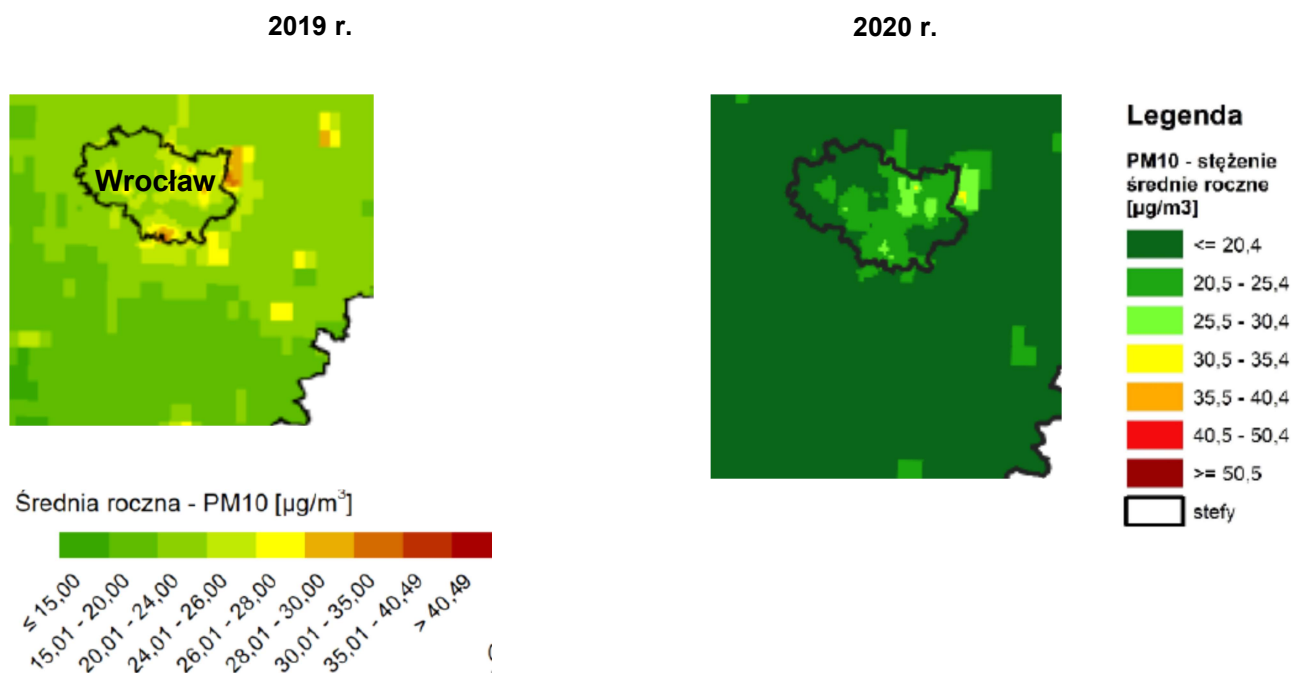 2019 r.
2020 r.
Wrocław
Średnia roczna - PM10 [µg/m³]
≤ 15,00
15,01 - 20,00
20,01 - 24,00
24,01 - 26,00
26,01 - 28,00
28,01 - 30,00
30,01 - 35,00
35,01 - 40,49
> 40,49
Legenda
PM10 - stężenie
średnie roczne
[µg/m3]
<= 20,4
20,5 - 25,4
25,5 - 30,4
30,5 - 35,4
35,5 - 40,4
40,5 - 50,4
>= 50,5
stefy